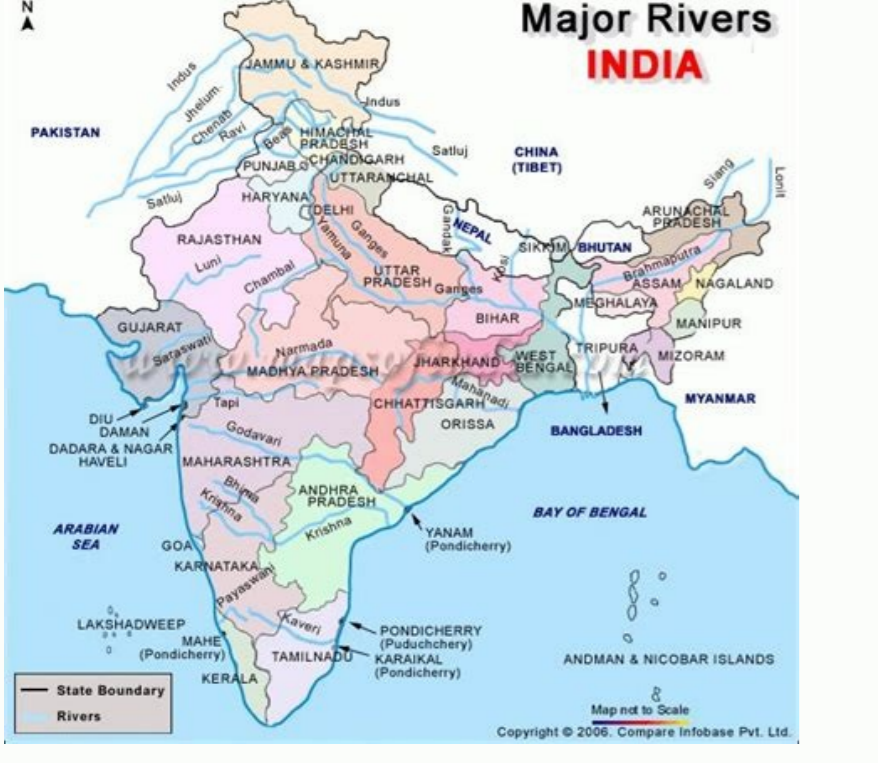 N
Major Rivers
INDIA
JAMMU & KASHMIR
Indus
Jhelum
Chenab
Ravi
Beas
Indus
PAKISTAN
HIMACHAL
PRADESH
Satluj
CHINA
(TIBET)
PUNJAB
CHANDIGARH
UTTARANCHAL
Siang
Lonit
Satluj
HARYANA
DELHI
Gandak
NEPAL
ARUNACHAL
PRADESH
RAJASTHAN
Yamuna
Ganges
SIKKIM
BHUTAN
Luni
Chambal
UTTAR
PRADESH
Ganges
Kosi
Brahmaputra
ASSAM
NAGALAND
MEGHALAYA
GUJARAT
BIHAR
MANIPUR
Saraswati
Narmada
TRIPURA
MIZORAM
MADHYA PRADESH
JHARKHAND
WEST
BENGAL
Mahanadi
MYANMAR
Tapi
CHHATTISGARH
DIU
DAMAN
DADARA & NAGAR
HAVELI
ORISSA
BANGLADESH
Godavari
MAHARASHTRA
Bhima
Krishna
ANDHRA
PRADESH
Krishna
BAY OF BENGAL
ARABIAN
SEA
YANAM
(Pondicherry)
GOA
KARNATAKA
Payaswani
Kaveri
LAKSHADWEEP
MAHE
(Pondicherry)
PONDICHERRY
(Puduchchery)
TAMILNADU
KARAIKAL
(Pondicherry)
KERALA
ANDMAN & NICOBAR ISLANDS
State Boundary
Rivers
Map not to Scale
Copyright © 2006. Compare Infobase Pvt. Ltd.